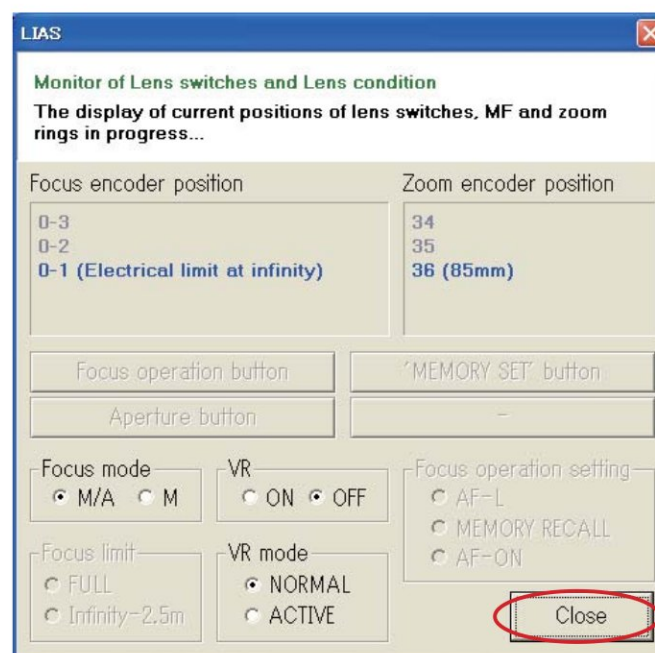 LIAS
Monitor of Lens switches and Lens condition
The display of current positions of lens switches, MF and zoom
rings in progress...
Focus encoder position
Zoom encoder position
0-3
0-2
0-1 (Electrical limit at infinity)
34
35
36 (85mm)
Focus operation button
'MEMORY SET' button
Aperture button
-
Focus mode
M/A
M
VR
ON
OFF
Focus operation setting
AF-L
MEMORY RECALL
AF-ON
Focus limit
FULL
Infinity-2.5m
VR mode
NORMAL
ACTIVE
Close